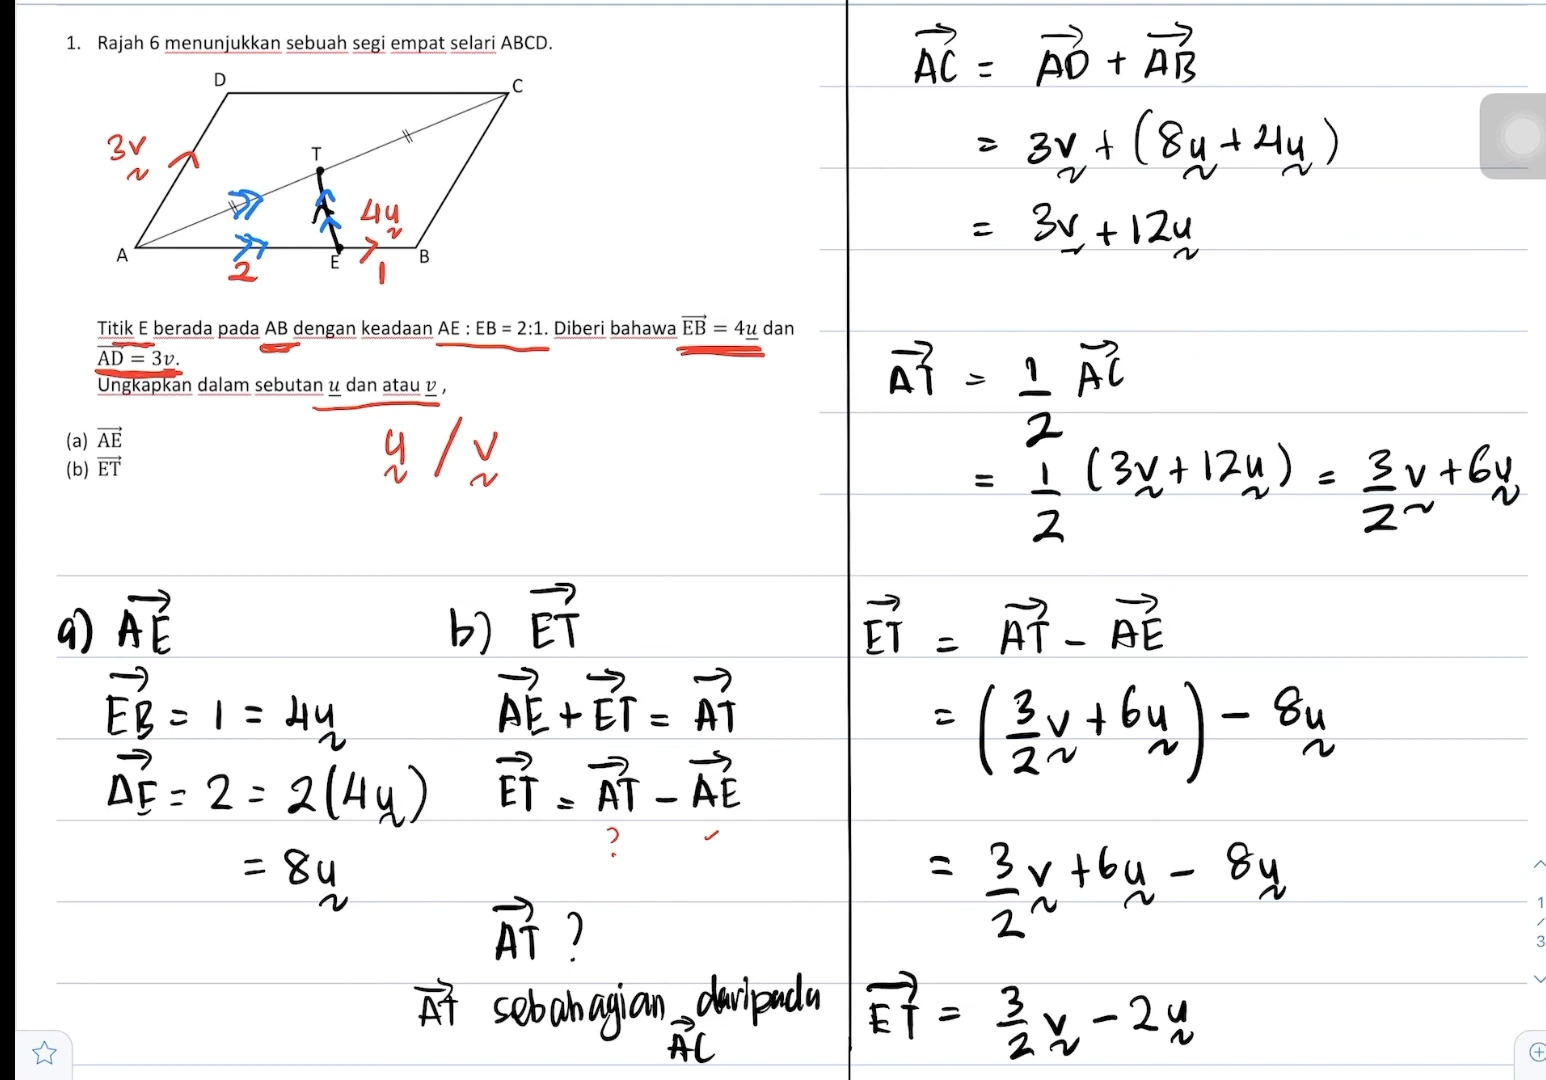 1. Rajah 6 menunjukkan sebuah segi empat selari ABCD.
D
C
3v
T
4u
A
2
E
1
B
Titik E berada pada AB dengan keadaan AE : EB = 2:1. Diberi bahawa EB = 4u dan
AD = 3v.
Ungkapkan dalam sebutan u dan atau v ,
(a) AE
(b) ET
u / v
a) AE
EB = 1 = 4u
AE = 2 = 2(4u)
= 8u
b) ET
AE + ET = AT
ET = AT - AE
? ✓
AT ?
AT sebahagian daripada
AC
AC = AD + AB
= 3v + (8u + 4u)
= 3v + 12u
AT = 1/2 AC
= 1/2 (3v + 12u) = 3/2 v + 6u
ET = AT - AE
= (3/2 v + 6u) - 8u
= 3/2 v + 6u - 8u
ET = 3/2 v - 2u
1
/
3